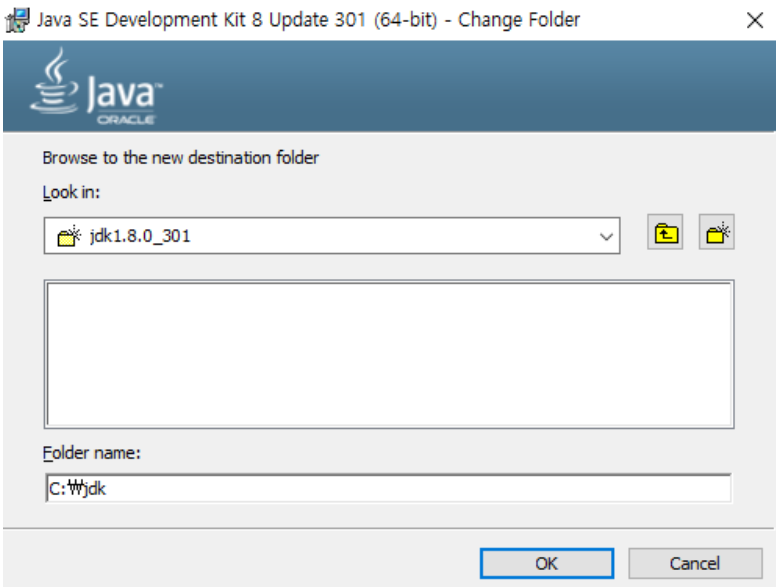 Java SE Development Kit 8 Update 301 (64-bit) - Change Folder
Java™
ORACLE
Browse to the new destination folder
Look in:
jdk1.8.0_301
Folder name:
C:₩jdk
OK Cancel